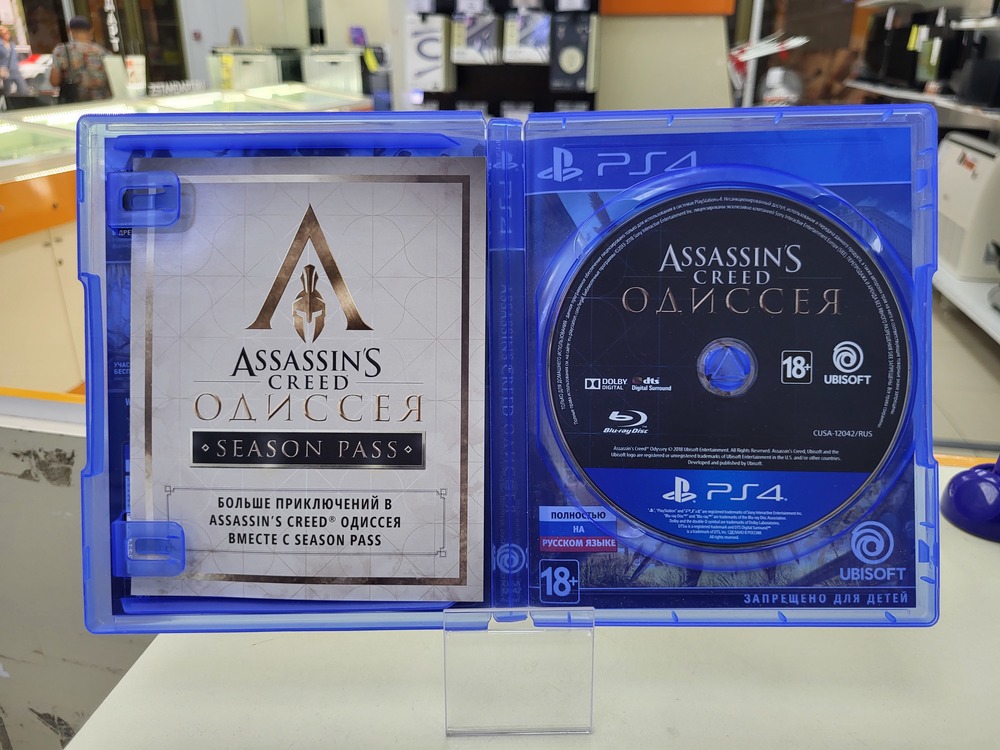 ASSASSIN'S
CREED
ОДИССЕЯ
SEASON PASS
БОЛЬШЕ ПРИКЛЮЧЕНИЙ В
ASSASSIN'S CREED® ОДИССЕЯ
ВМЕСТЕ С SEASON PASS
PS4
ASSASSIN'S
CREED
ОДИССЕЯ
18+
UBISOFT
DOLBY
DIGITAL
dts
Digital Surround
Blu-ray Disc
CUSA-12042/RUS
Assassin's Creed® Odyssey © 2018 Ubisoft Entertainment. All Rights Reserved. Assassin's Creed, Ubisoft and the
Ubisoft logo are registered or unregistered trademarks of Ubisoft Entertainment in the U.S. and/or other countries.
Developed and published by Ubisoft.
PS4
ПОЛНОСТЬЮ
НА
РУССКОМ ЯЗЫКЕ
18+
UBISOFT
ЗАПРЕЩЕНО ДЛЯ ДЕТЕЙ